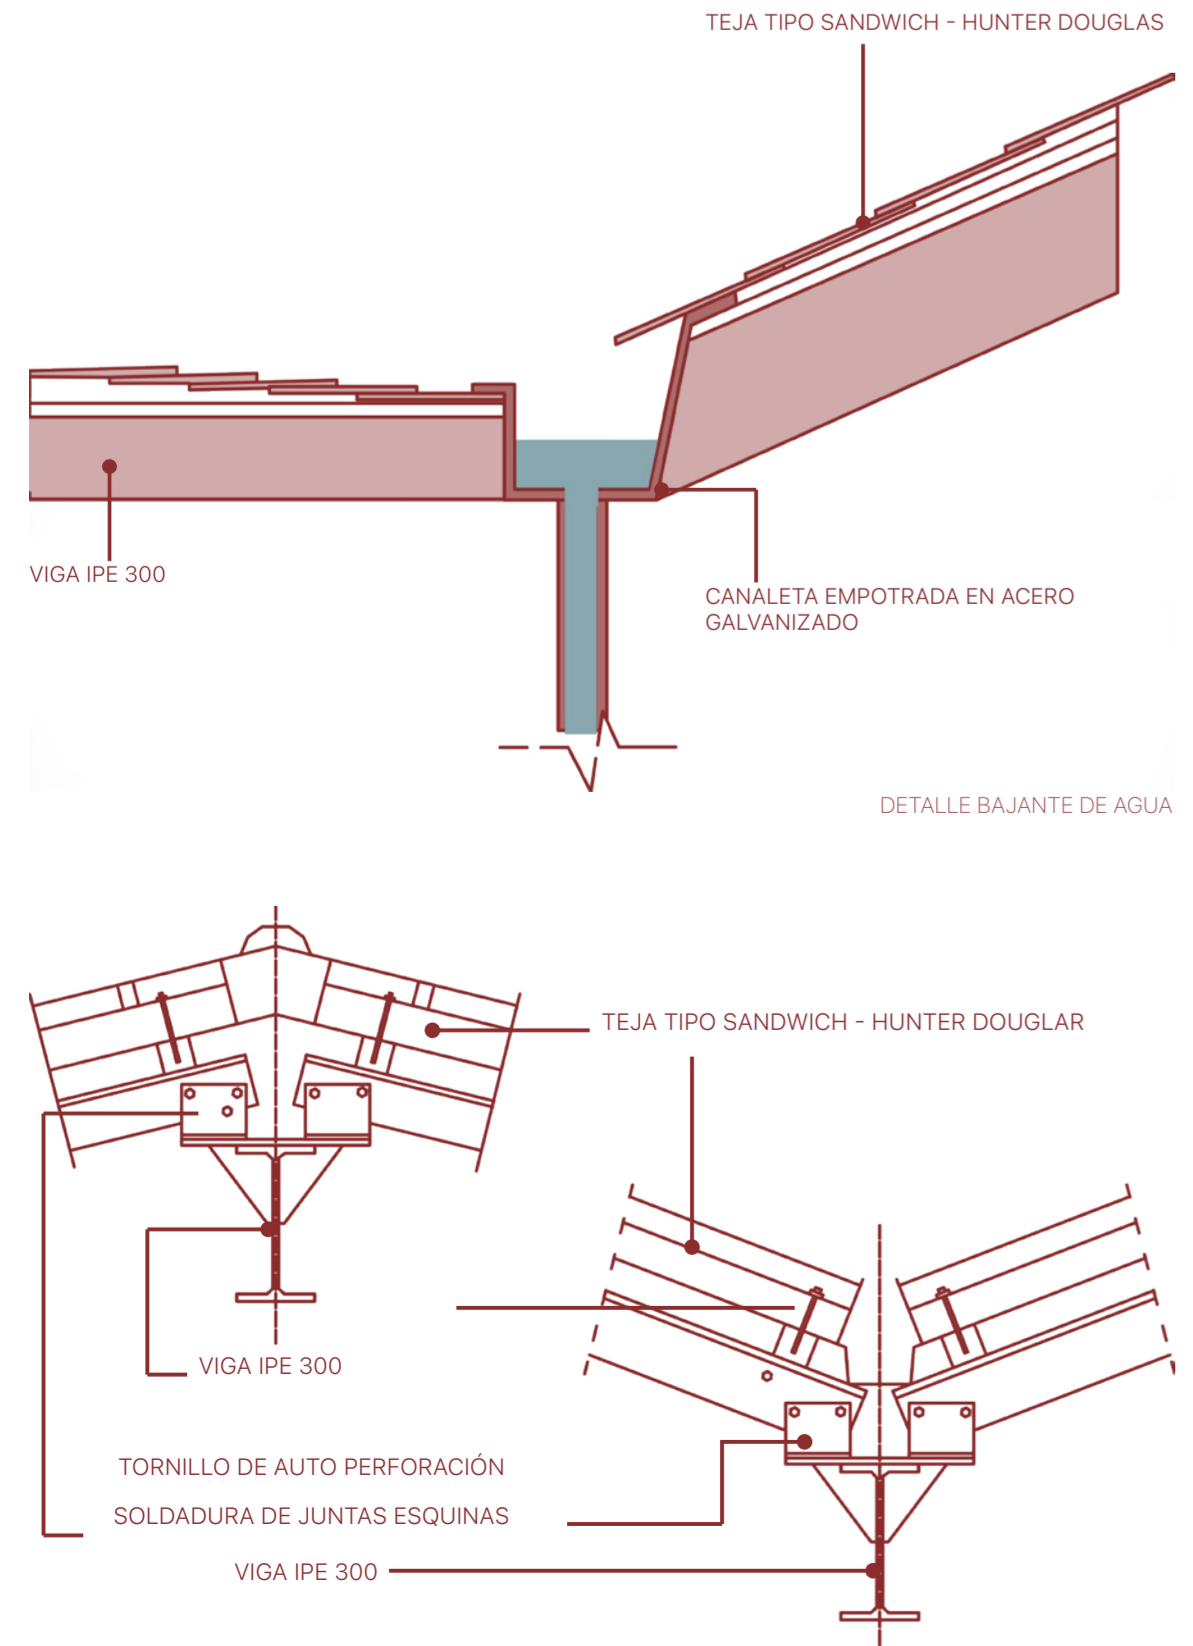 TEJA TIPO SANDWICH - HUNTER DOUGLAS
VIGA IPE 300
CANALETA EMPOTRADA EN ACERO
GALVANIZADO
DETALLE BAJANTE DE AGUA
TEJA TIPO SANDWICH - HUNTER DOUGLAR
VIGA IPE 300
TORNILLO DE AUTO PERFORACIÓN
SOLDADURA DE JUNTAS ESQUINAS
VIGA IPE 300